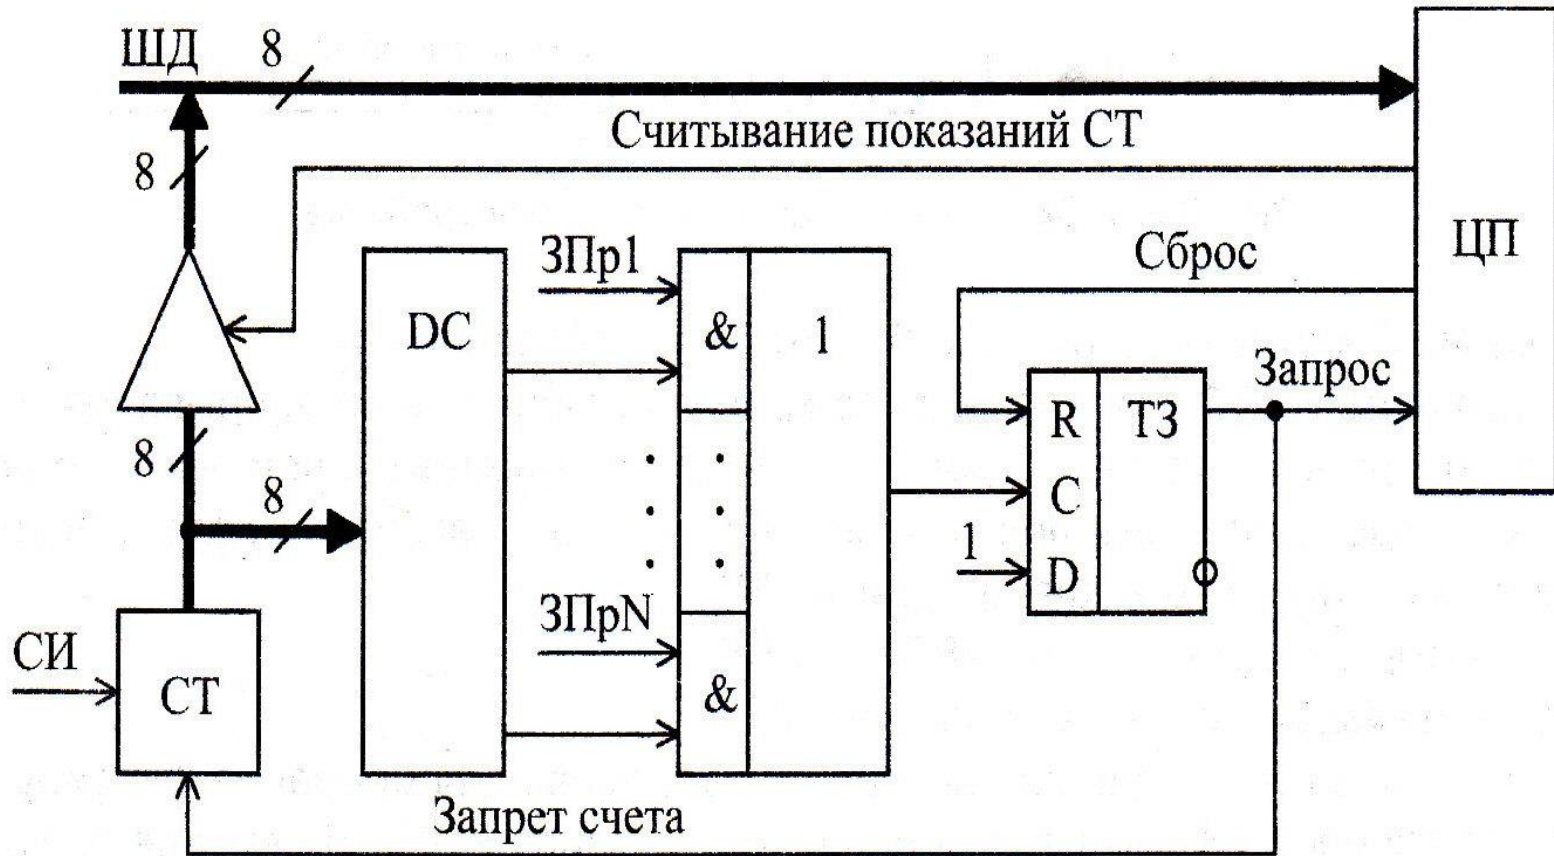 ШД
8
Считывание показаний СТ
8
ЦП
Сброс
ЗПр1
DC
&
1
Запрос
R
ТЗ
8
8
C
1
D
ЗПрN
СИ
СТ
&
Запрет счета